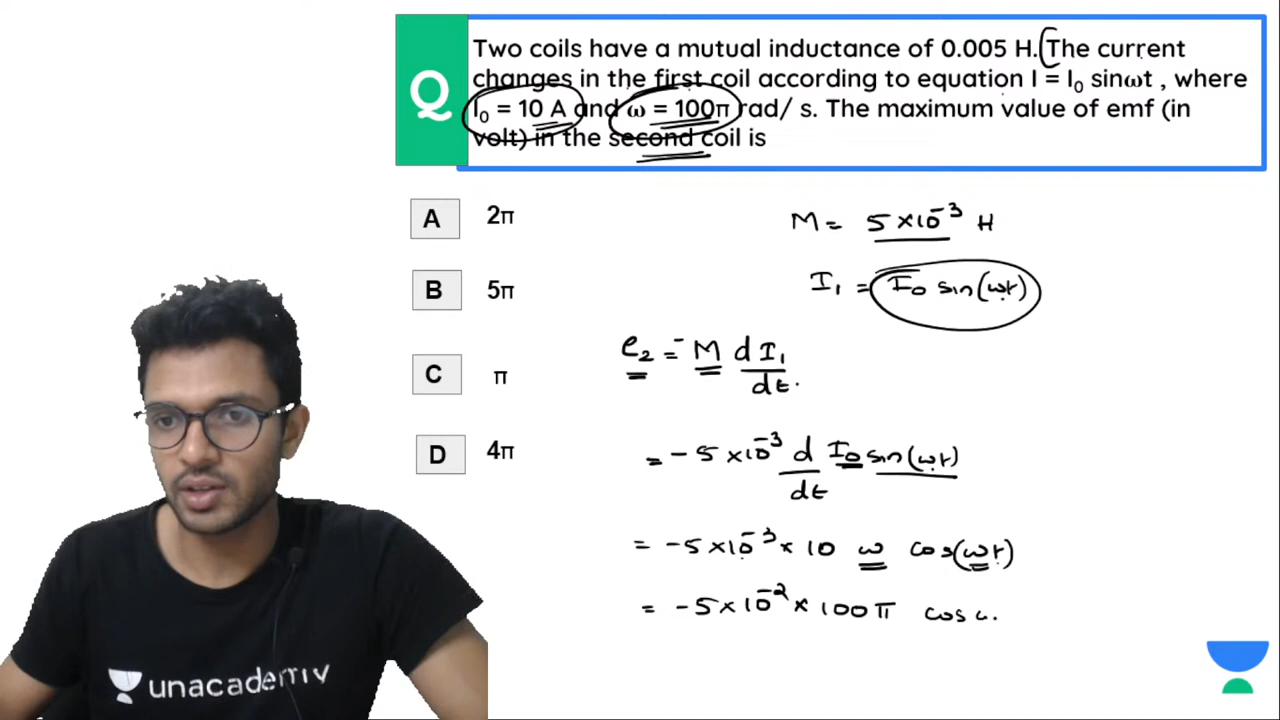 Q
Two coils have a mutual inductance of 0.005 H. The current
changes in the first coil according to equation I = I₀ sinωt , where
I₀ = 10 A and ω = 100π rad/ s. The maximum value of emf (in
volt) in the second coil is
A 2π
B 5π
C π
D 4π
M = 5×10⁻³ H
I₁ = I₀ sin(ωt)
e₂ = -M dI₁/dt
= -5×10⁻³ d/dt I₀ sin(ωt)
= -5×10⁻³ × 10 ω cos(ωt)
= -5×10⁻² × 100π cos
unacademy